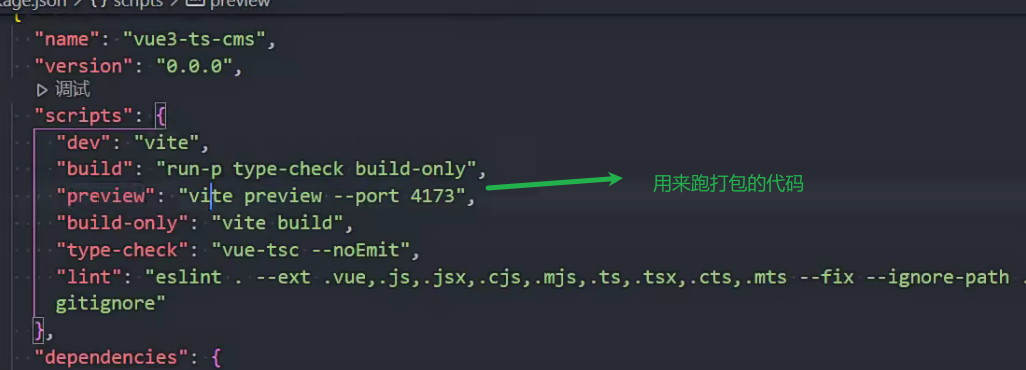 kage.json > {} scripts > preview
{
"name": "vue3-ts-cms",
"version": "0.0.0",
▷ 调试
"scripts": {
"dev": "vite",
"build": "run-p type-check build-only",
"preview": "vite preview --port 4173",
用来跑打包的代码
"build-only": "vite build",
"type-check": "vue-tsc --noEmit",
"lint": "eslint . --ext .vue,.js,.jsx,.cjs,.mjs,.ts,.tsx,.cts,.mts --fix --ignore-path .
gitignore"
},
"dependencies": {